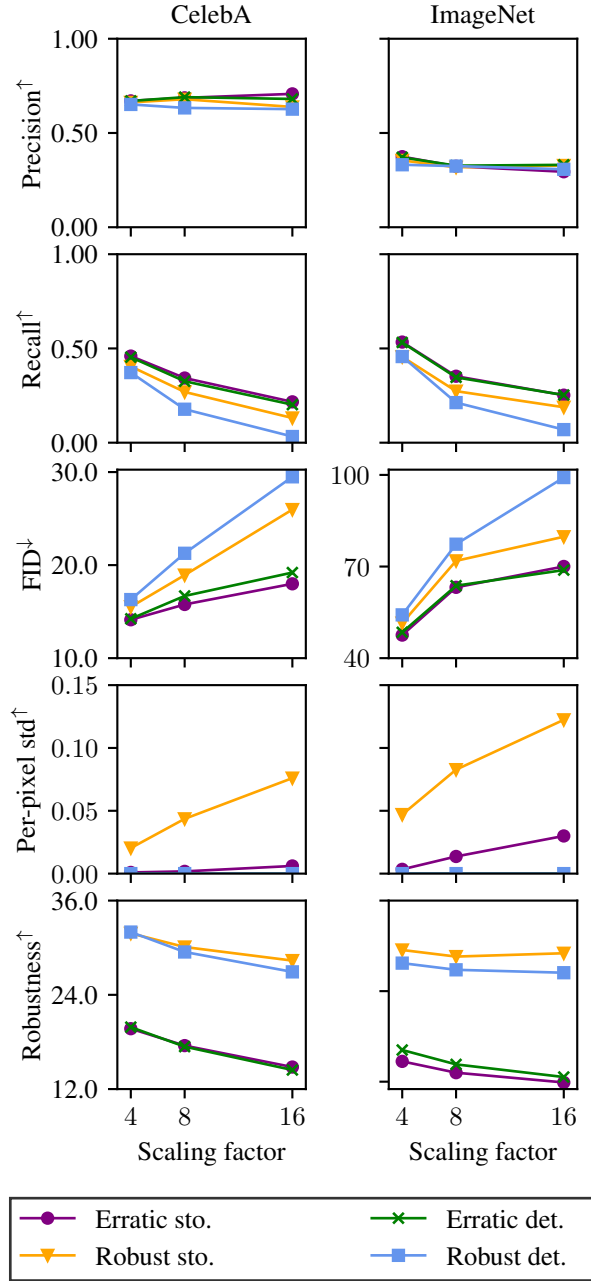 CelebA ImageNet
1.00
Precision↑
0.50
0.00
1.00
Recall↑
0.50
0.00
30.0 100
FID↓
20.0 70
10.0 40
0.15
Per-pixel std↑
0.10
0.05
0.00
36.0
Robustness↑
24.0
12.0
4 8 16 4 8 16
Scaling factor Scaling factor
Erratic sto. Erratic det.
Robust sto. Robust det.